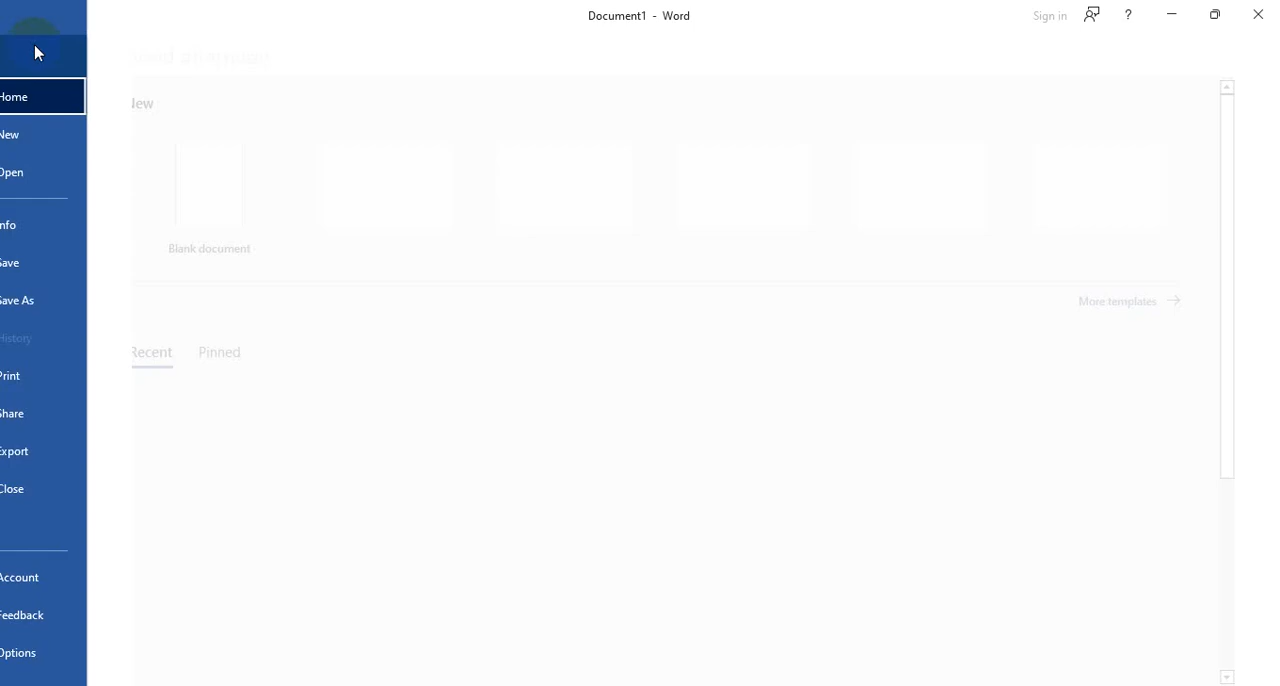 Document1 - Word
Sign in
?
Home
New
Open
Info
Save
Save As
History
Print
Share
Export
Close
Account
Feedback
Options
New
Blank document
More templates
Recent
Pinned